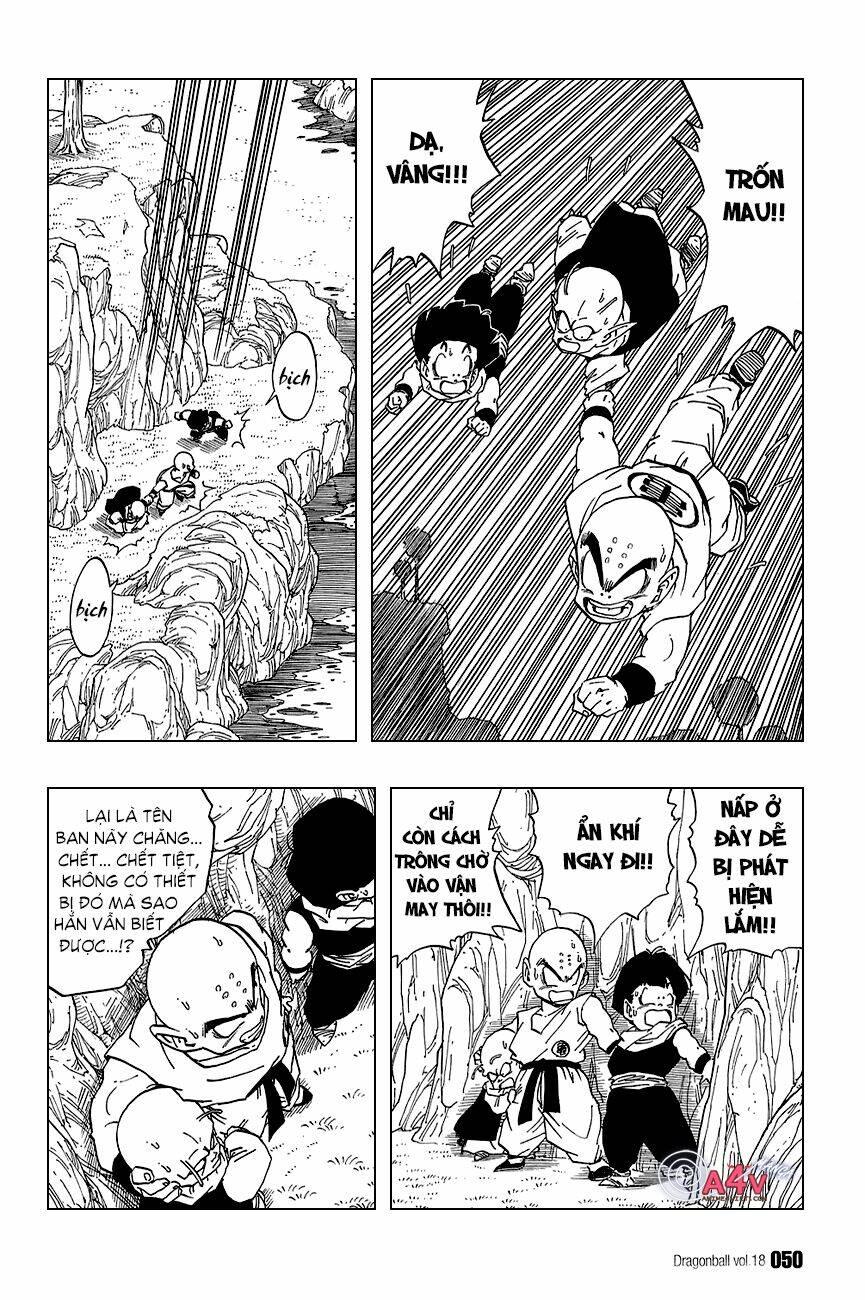 TRỐN
MAU!!
DẠ,
VÂNG!!!
bịch
bịch
NẤP Ở
ĐÂY DỄ
BỊ PHÁT
HIỆN
LẮM!!
ẨN KHÍ
NGAY ĐI!!
CHỈ
CÒN CÁCH
TRÔNG CHỜ
VÀO VẬN
MAY THÔI!!
LẠI LÀ TÊN
BAN NÃY CHĂNG...
CHẾT... CHẾT TIỆT,
KHÔNG CÓ THIẾT
BỊ ĐÓ MÀ SAO
HẮN VẪN BIẾT
ĐƯỢC...!?
A4v
Dragonball vol.18 050